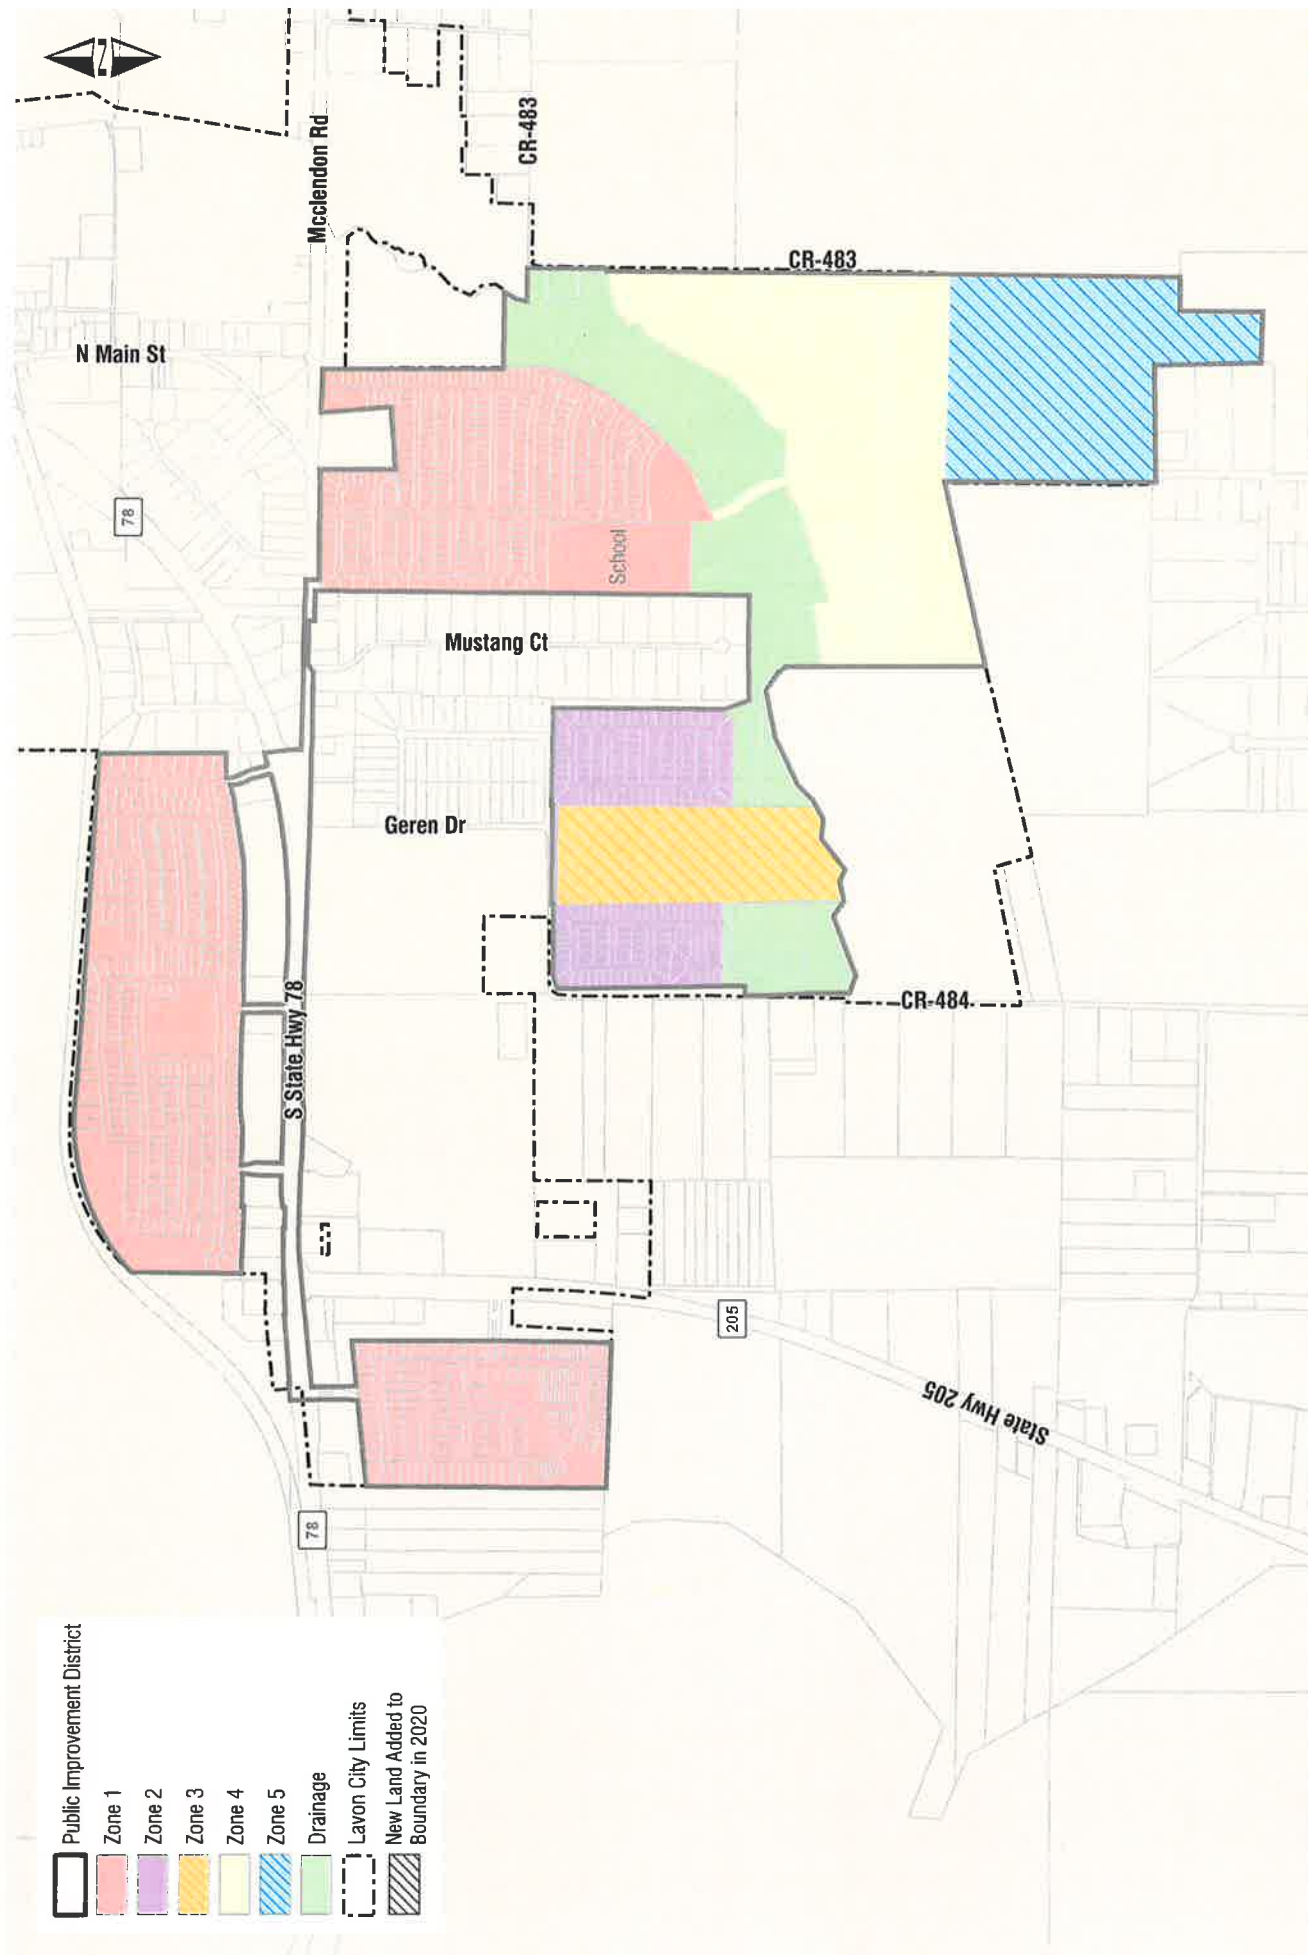 N
Mcclendon Rd
CR-483
CR-483
N Main St
78
School
Mustang Ct
Geren Dr
S State Hwy 78
CR-484
205
State Hwy 205
78
Public Improvement District
Zone 1
Zone 2
Zone 3
Zone 4
Zone 5
Drainage
Lavon City Limits
New Land Added to
Boundary in 2020